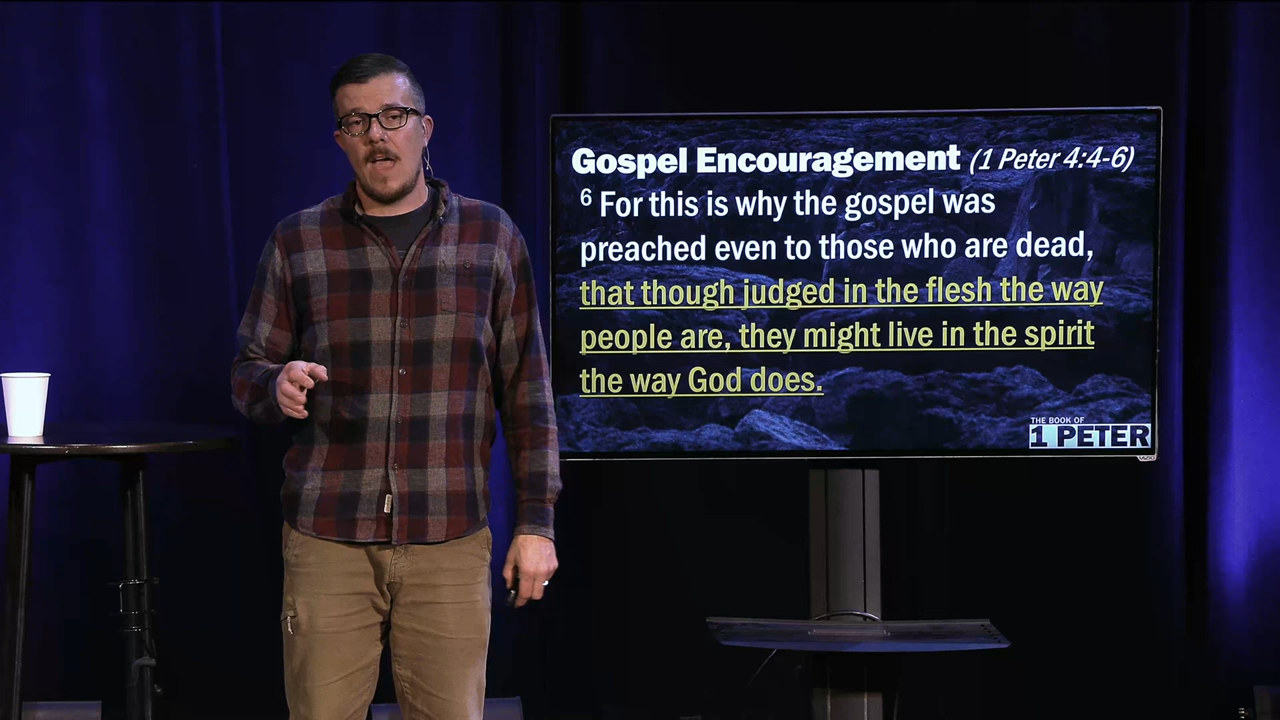 Gospel Encouragement (1 Peter 4:4-6)
6 For this is why the gospel was
preached even to those who are dead,
that though judged in the flesh the way
people are, they might live in the spirit
the way God does.
THE BOOK OF
1 PETER
VIZIO